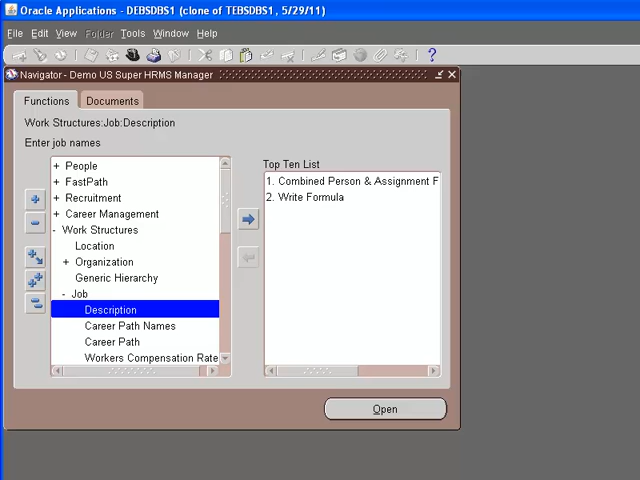 Oracle Applications - DEBSDBS1 (clone of TEBSDBS1, 5/29/11)
File Edit View Folder Tools Window Help
Navigator - Demo US Super HRMS Manager
Functions Documents
Work Structures:Job:Description
Enter job names
+ People
+ FastPath
+ Recruitment
+ Career Management
- Work Structures
Location
+ Organization
Generic Hierarchy
- Job
Description
Career Path Names
Career Path
Workers Compensation Rate
Top Ten List
1. Combined Person & Assignment F
2. Write Formula
Open